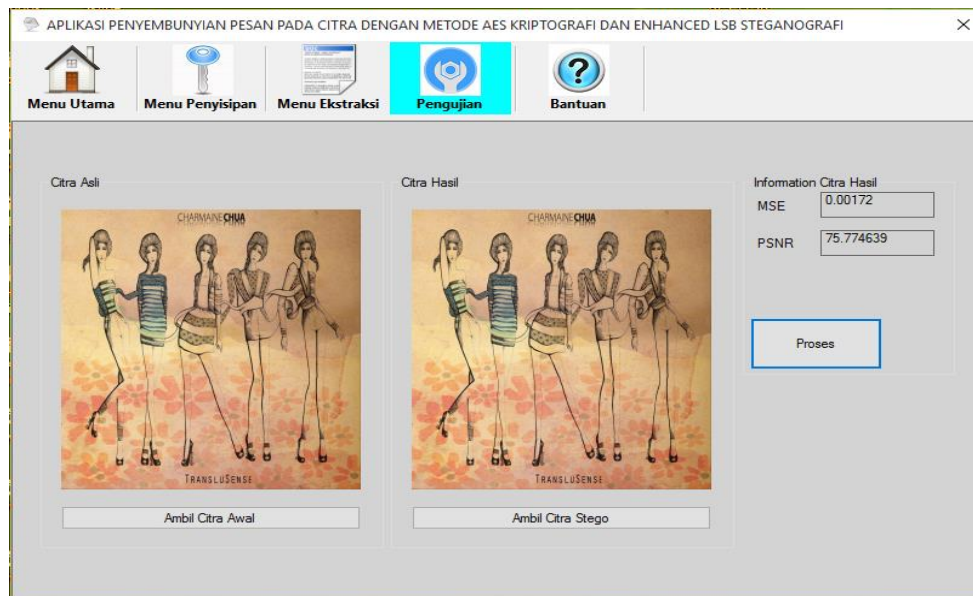 APLIKASI PENYEMBUNYIAN PESAN PADA CITRA DENGAN METODE AES KRIPTOGRAFI DAN ENHANCED LSB STEGANOGRAFI
Menu Utama Menu Penyisipan Menu Ekstraksi Pengujian Bantuan
Citra Asli Citra Hasil Information Citra Hasil
MSE 0.00172
PSNR 75.774639
CHARMAINECHUA CHARMAINECHUA
Proses
TRANSLUSENSE TRANSLUSENSE
Ambil Citra Awal Ambil Citra Stego